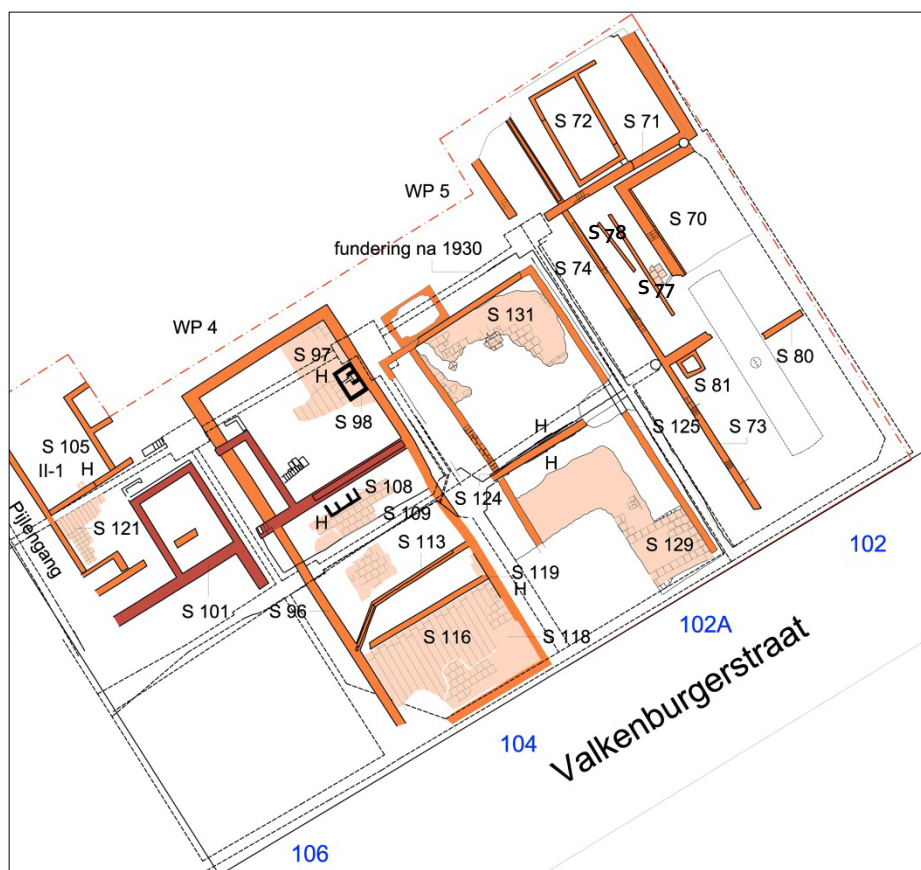 S 72
S 71
WP 5
S 70
S 78
fundering na 1930
S 74
S 77
S 131
WP 4
S 80
S 97
H
S 81
S 98
H
S 125
S 73
S 105
II-1 H
H
S 108
S 124
H
S 109
Pijlengang
S 121
S 113
S 129
102
S 119
H
S 101
S 96
102A
S 116
S 118
Valkenburgerstraat
104
106